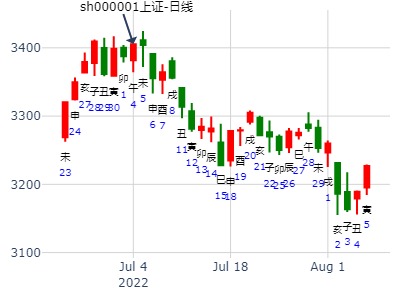 sh000001上证-日线
3400
3300
3200
3100
未
23
申
24
亥
27
子
28
丑
29
寅
30
卯
1
午
4
未
5
申
6
酉
7
戌
8
丑
11
寅
12
卯
13
辰
14
巳
15
申
18
酉
19
戌
20
亥
21
子
22
卯
25
辰
26
巳
27
午
28
未
29
戌
1
亥
2
子
3
丑
4
寅
5
Jul 4
2022
Jul 18
Aug 1